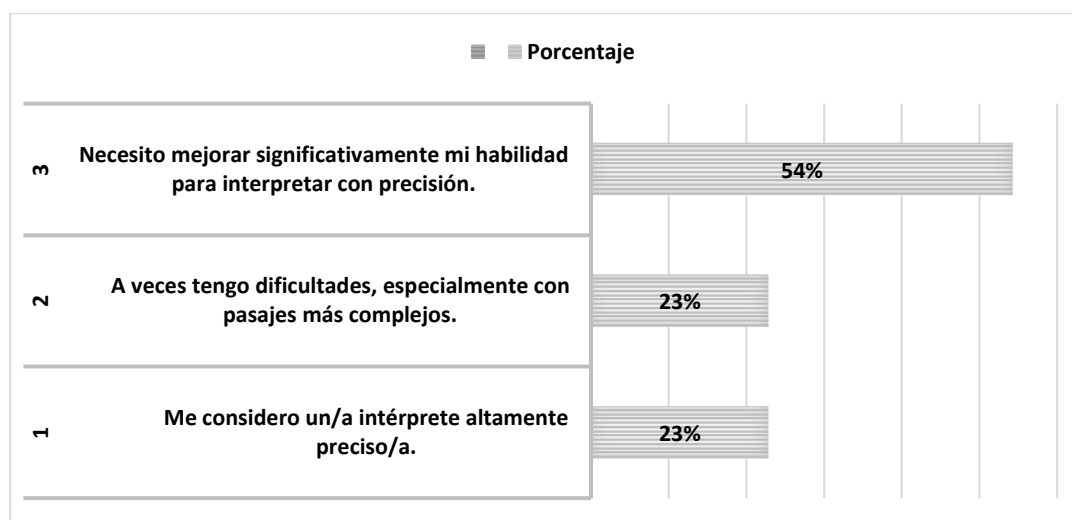 Porcentaje
3
Necesito mejorar significativamente mi habilidad
para interpretar con precisión.
54%
2
A veces tengo dificultades, especialmente con
pasajes más complejos.
23%
1
Me considero un/a intérprete altamente
preciso/a.
23%